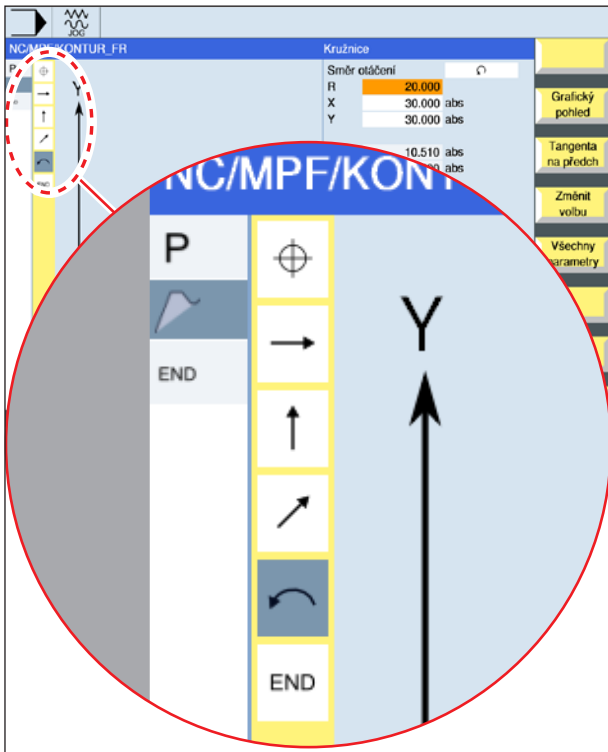 JOG
NC/MPF/KONTUR_FR
Kružnice
P
Směr otáčení
R 20.000
X 30.000 abs
Y 30.000 abs
10.510 abs
abs
Y
END
Grafický
pohled
Tangenta
na předch
Změnit
volbu
Všechny
parametry
NC/MPF/KONT
P
END
Y
END